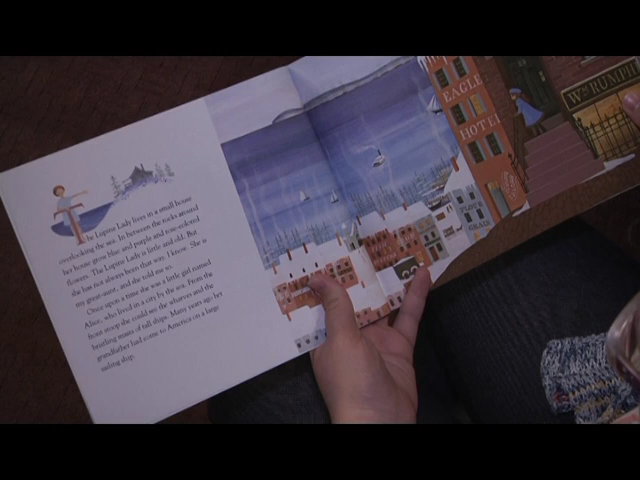 The Lupine Lady lives in a small house
overlooking the sea. In between the rocks around
her house grow blue and purple and rose-colored
flowers. The Lupine Lady is little and old. But
she has not always been that way. I know. She is
my great-aunt, and she told me so.
Once upon a time she was a little girl named
Alice, who lived in a city by the sea. From the
front stoop she could see the wharves and the
bristling masts of tall ships. Many years ago her
grandfather had come to America on a large
sailing ship.
EAGLE
HOTEL
FLOUR
GRAIN
Wm RUMPH